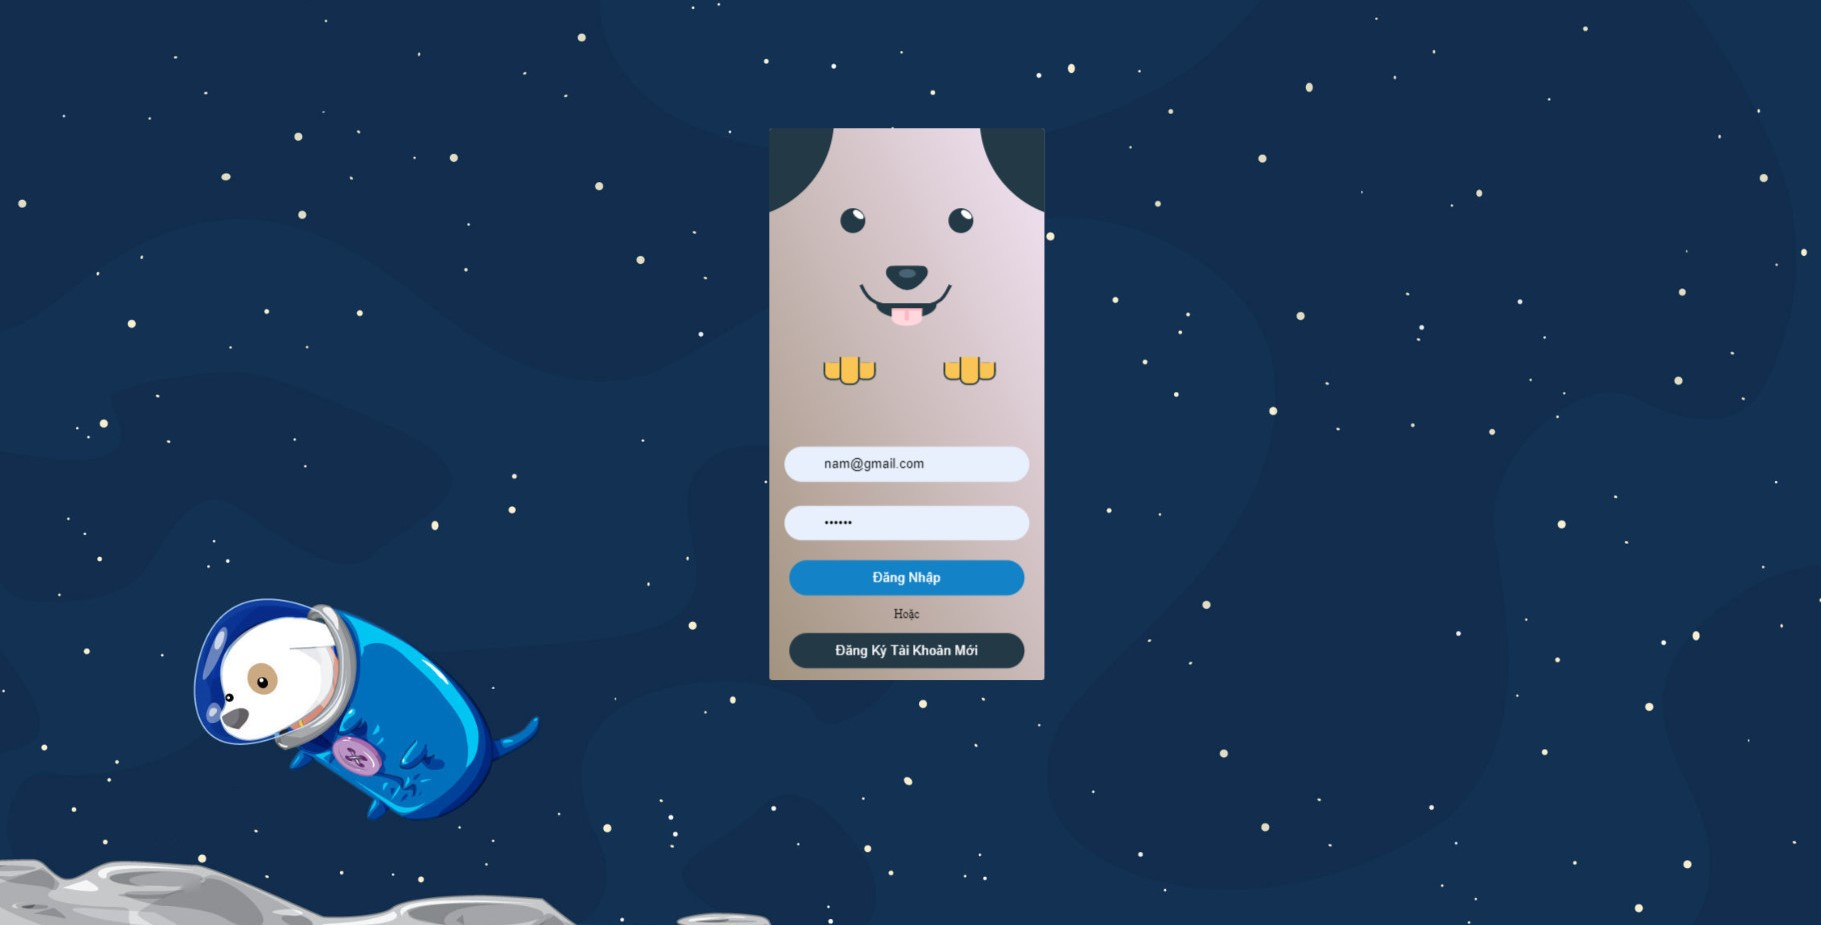 nam@gmail.com
••••••
Đăng Nhập
Hoặc
Đăng Ký Tài Khoản Mới